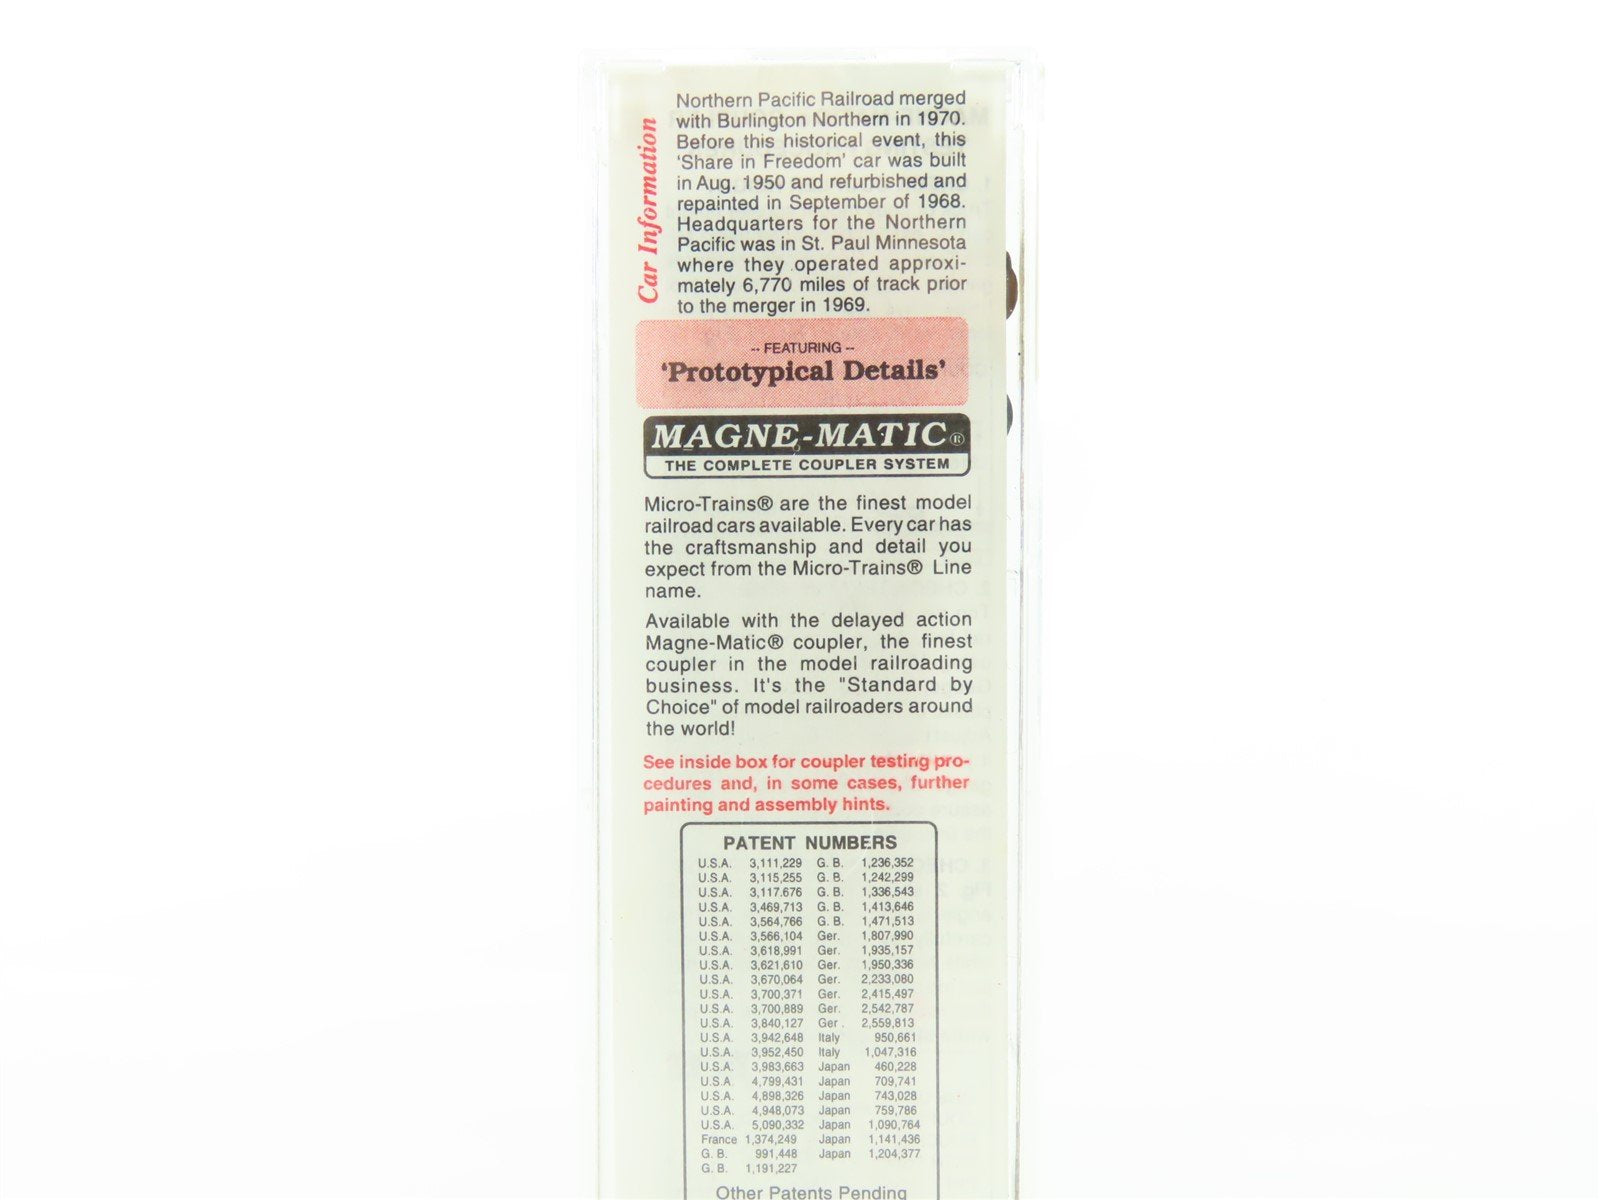 Car Information
Northern Pacific Railroad merged
with Burlington Northern in 1970.
Before this historical event, this
'Share in Freedom' car was built
in Aug. 1950 and refurbished and
repainted in September of 1968.
Headquarters for the Northern
Pacific was in St. Paul Minnesota
where they operated approxi-
mately 6,770 miles of track prior
to the merger in 1969.
-- FEATURING --
'Prototypical Details'
MAGNE-MATIC®
THE COMPLETE COUPLER SYSTEM
Micro-Trains® are the finest model
railroad cars available. Every car has
the craftsmanship and detail you
expect from the Micro-Trains® Line
name.
Available with the delayed action
Magne-Matic® coupler, the finest
coupler in the model railroading
business. It's the "Standard by
Choice" of model railroaders around
the world!
See inside box for coupler testing pro-
cedures and, in some cases, further
painting and assembly hints.
PATENT NUMBERS
U.S.A. 3,111,229 G. B. 1,236,352
U.S.A. 3,115,255 G. B. 1,242,299
U.S.A. 3,117.676 G. B. 1,336,543
U.S.A. 3,469,713 G. B. 1,413,646
U.S.A. 3,564,766 G. B. 1,471,513
U.S.A. 3,566,104 Ger. 1,807,990
U.S.A. 3,618,991 Ger. 1,935,157
U.S.A. 3,621,610 Ger. 1,950,336
U.S.A. 3,670,064 Ger. 2,233,080
U.S.A. 3,700,371 Ger. 2,415,497
U.S.A. 3,700,889 Ger. 2,542,787
U.S.A. 3,840,127 Ger . 2,559,813
U.S.A. 3,942,648 Italy 950,661
U.S.A. 3,952,450 Italy 1,047,316
U.S.A. 3,983,663 Japan 460,228
U.S.A 4,799,431 Japan 709,741
U.S.A. 4,898,326 Japan 743,028
U.S.A. 4,948,073 Japan 759,786
U.S.A. 5,090,332 Japan 1,090,764
France 1,374,249 Japan 1,141,436
G. B. 991,448 Japan 1,204,377
G. B. 1,191,227
Other Patents Pending